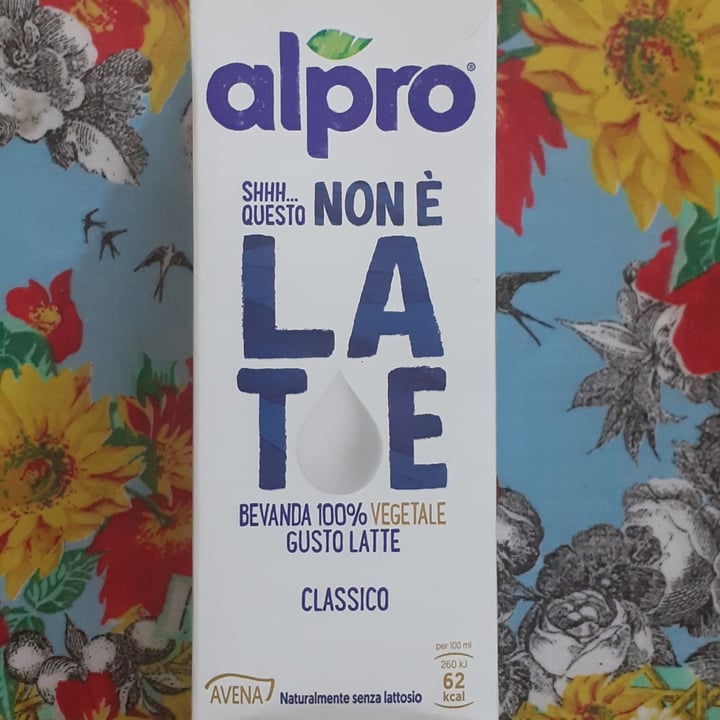 alpro®
SHHH...
QUESTO NON È
LA
TE
BEVANDA 100% VEGETALE
GUSTO LATTE
CLASSICO
per 100 ml
260 kJ
62
kcal
AVENA
Naturalmente senza lattosio